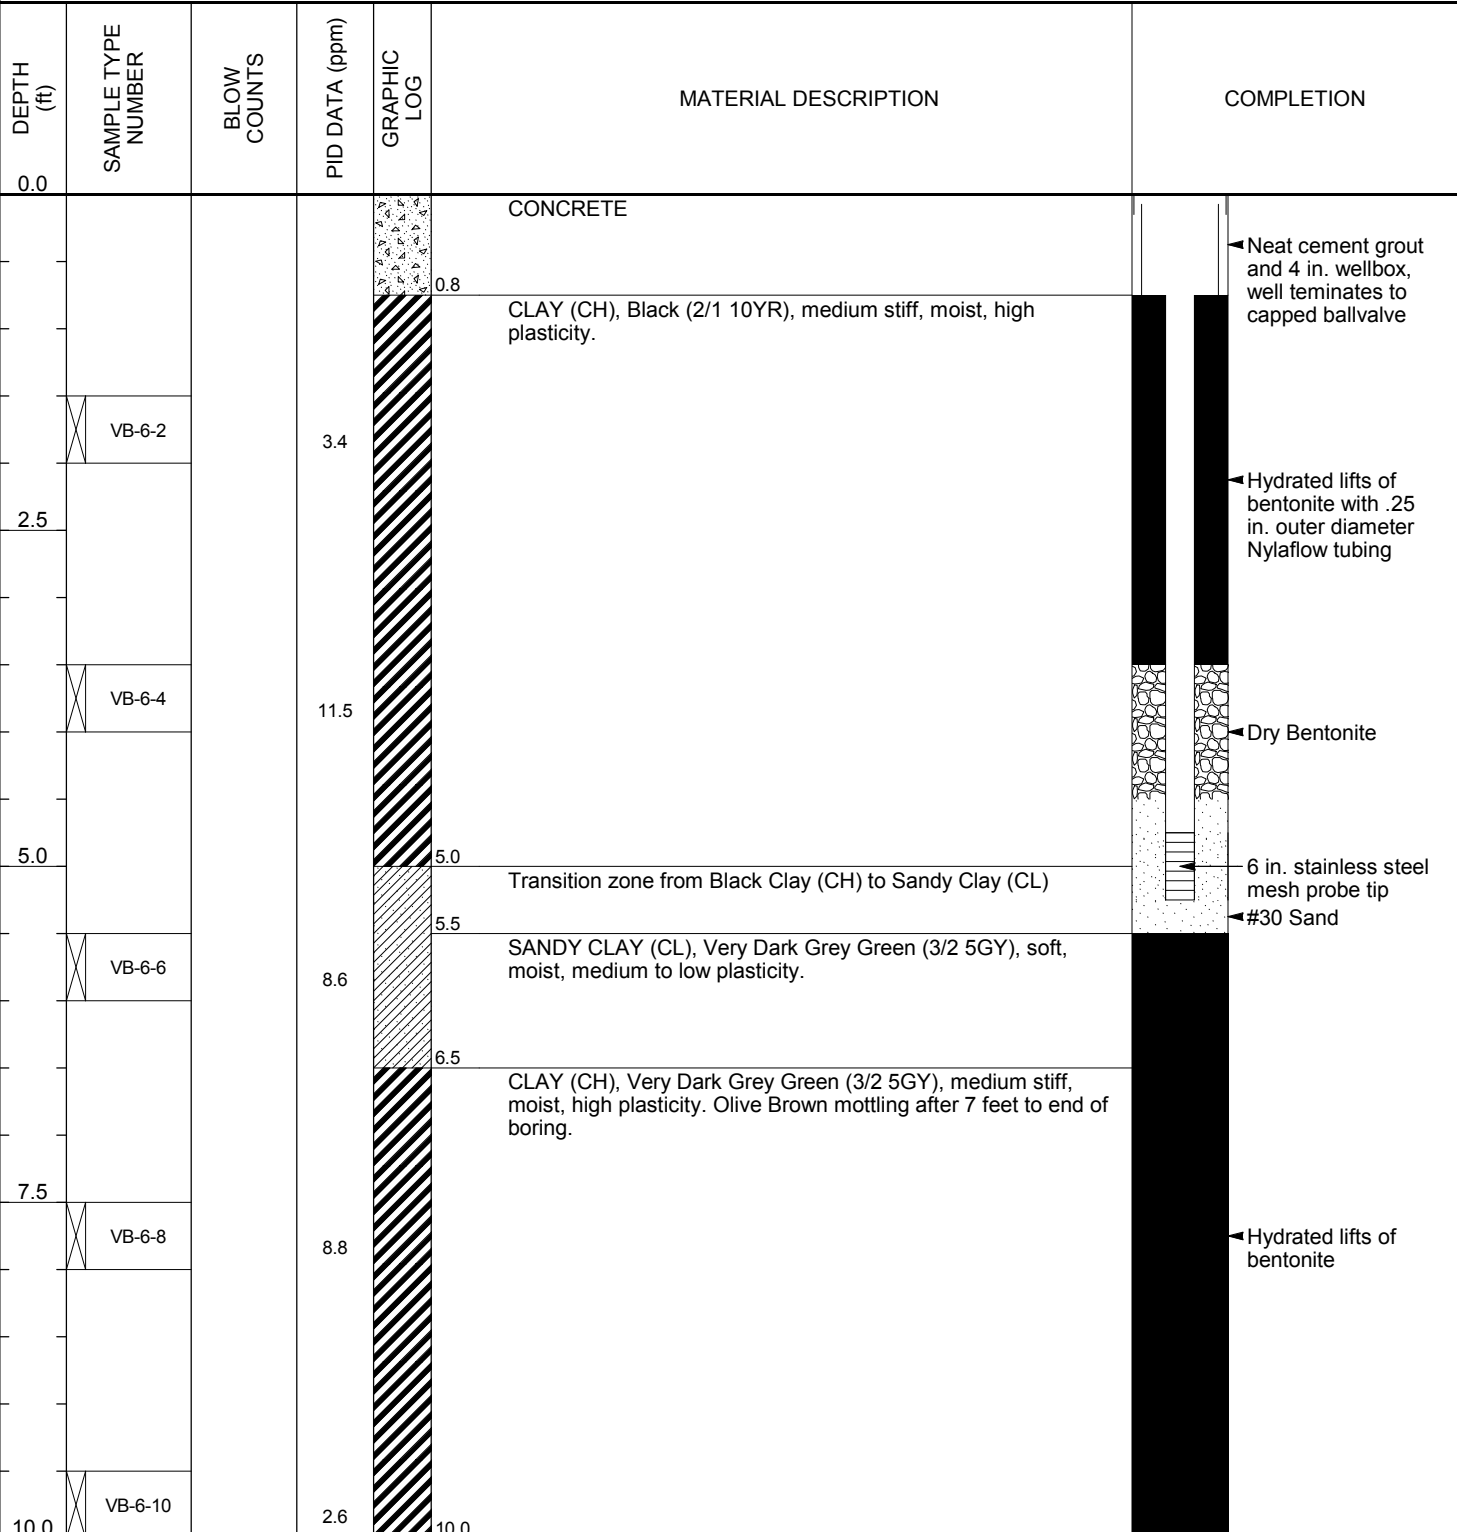 DEPTH
(ft)
SAMPLE TYPE
NUMBER
BLOW
COUNTS
PID DATA (ppm)
GRAPHIC
LOG
MATERIAL DESCRIPTION
COMPLETION
0.0
CONCRETE
0.8
Neat cement grout
and 4 in. wellbox,
well teminates to
capped ballvalve
CLAY (CH), Black (2/1 10YR), medium stiff, moist, high
plasticity.
VB-6-2
3.4
Hydrated lifts of
bentonite with .25
in. outer diameter
Nylaflow tubing
2.5
VB-6-4
11.5
Dry Bentonite
5.0
5.0
Transition zone from Black Clay (CH) to Sandy Clay (CL)
6 in. stainless steel
mesh probe tip
#30 Sand
5.5
SANDY CLAY (CL), Very Dark Grey Green (3/2 5GY), soft,
moist, medium to low plasticity.
VB-6-6
8.6
6.5
CLAY (CH), Very Dark Grey Green (3/2 5GY), medium stiff,
moist, high plasticity. Olive Brown mottling after 7 feet to end of
boring.
7.5
VB-6-8
8.8
Hydrated lifts of
bentonite
VB-6-10
2.6
10.0
10.0